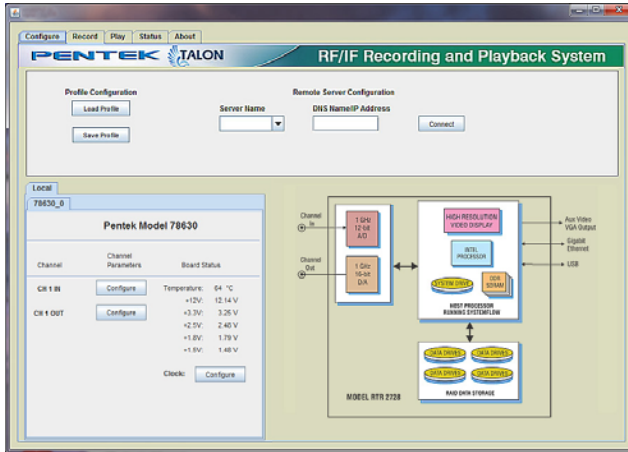 Configure Record Play Status About
PENTEK TALON RF/IF Recording and Playback System
Profile Configuration
Load Profile
Save Profile
Remote Server Configuration
Server Name DNS Name/IP Address
Connect
Local
78630_0
Pentek Model 78630
Channel Channel Parameters Board Status
CH 1 IN Configure Temperature: 64 °C
+12V: 12.14 V
CH 1 OUT Configure +3.3V: 3.25 V
+2.5V: 2.48 V
+1.8V: 1.79 V
+1.5V: 1.48 V
Clock: Configure
Channel In
1 GHz
12-bit
A/D
Channel Out
1 GHz
16-bit
D/A
HIGH RESOLUTION
VIDEO DISPLAY
INTEL
PROCESSOR
SYSTEM DRIVE
DDR
SDRAM
HOST PROCESSOR
RUNNING SYSTEMFLOW
Aux Video
VGA Output
Gigabit
Ethernet
USB
DATA DRIVES DATA DRIVES
DATA DRIVES DATA DRIVES
RAID DATA STORAGE
MODEL RTR 2728